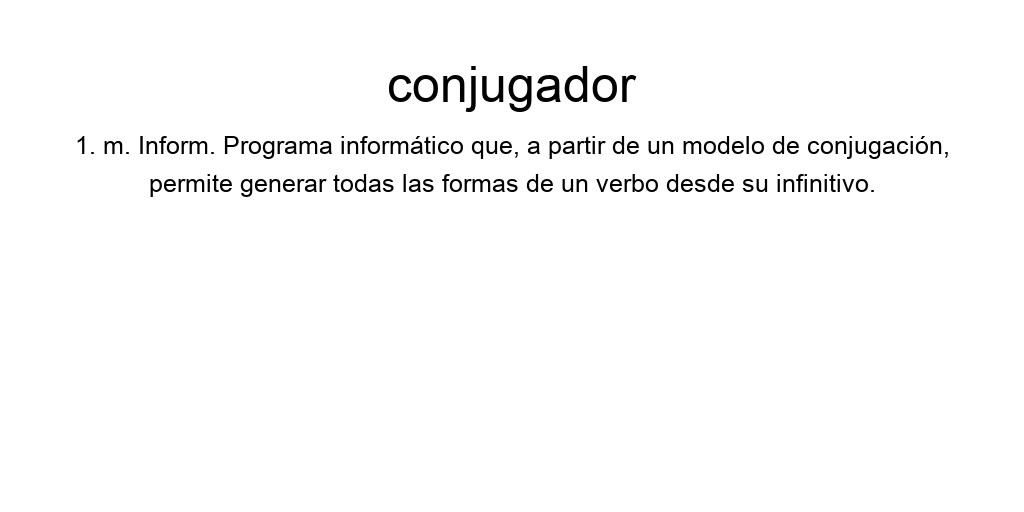 conjugador
1. m. Inform. Programa informático que, a partir de un modelo de conjugación,
permite generar todas las formas de un verbo desde su infinitivo.